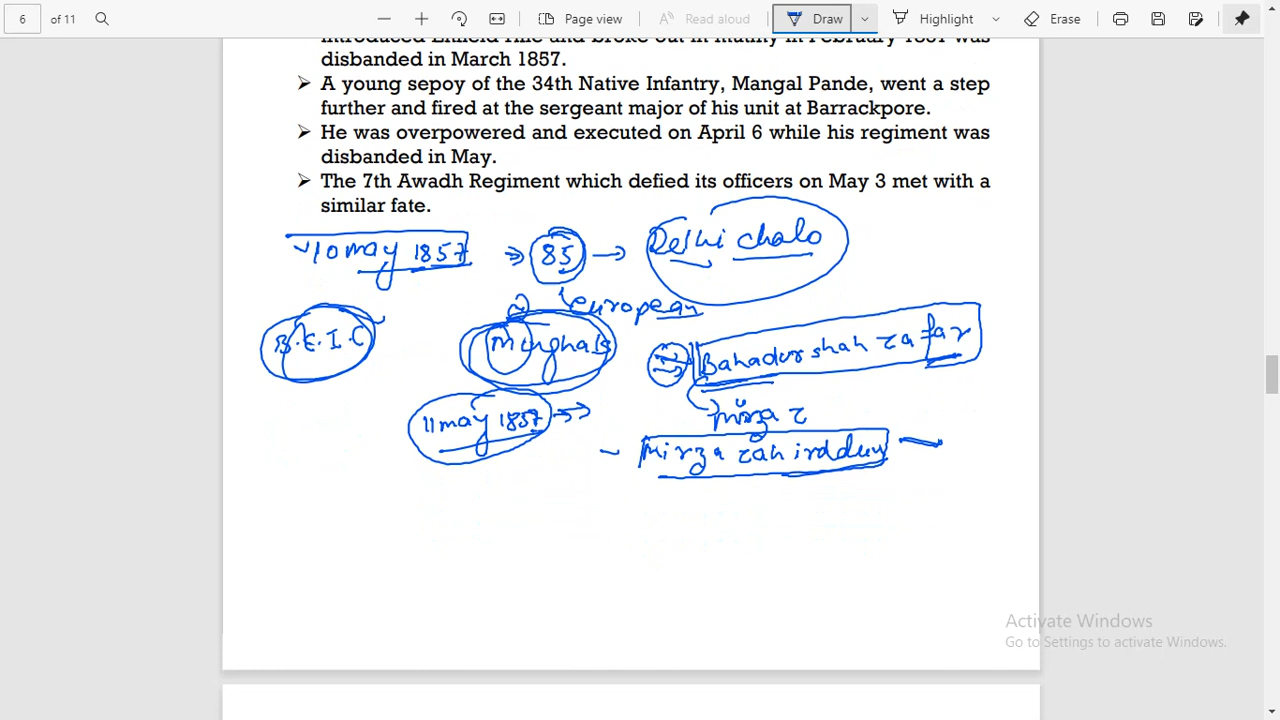 6 of 11 Page view Read aloud Draw Highlight Erase
disbanded in March 1857.
➤ A young sepoy of the 34th Native Infantry, Mangal Pande, went a step
further and fired at the sergeant major of his unit at Barrackpore.
➤ He was overpowered and executed on April 6 while his regiment was
disbanded in May.
➤ The 7th Awadh Regiment which defied its officers on May 3 met with a
similar fate.
10 may 1857 → 85 → Delhi chalo
european
B.E.I.C Mughals Bahadur shah zafar
11 may 1857 →→ mirza z
- mirza zahirddun
Activate Windows
Go to Settings to activate Windows.